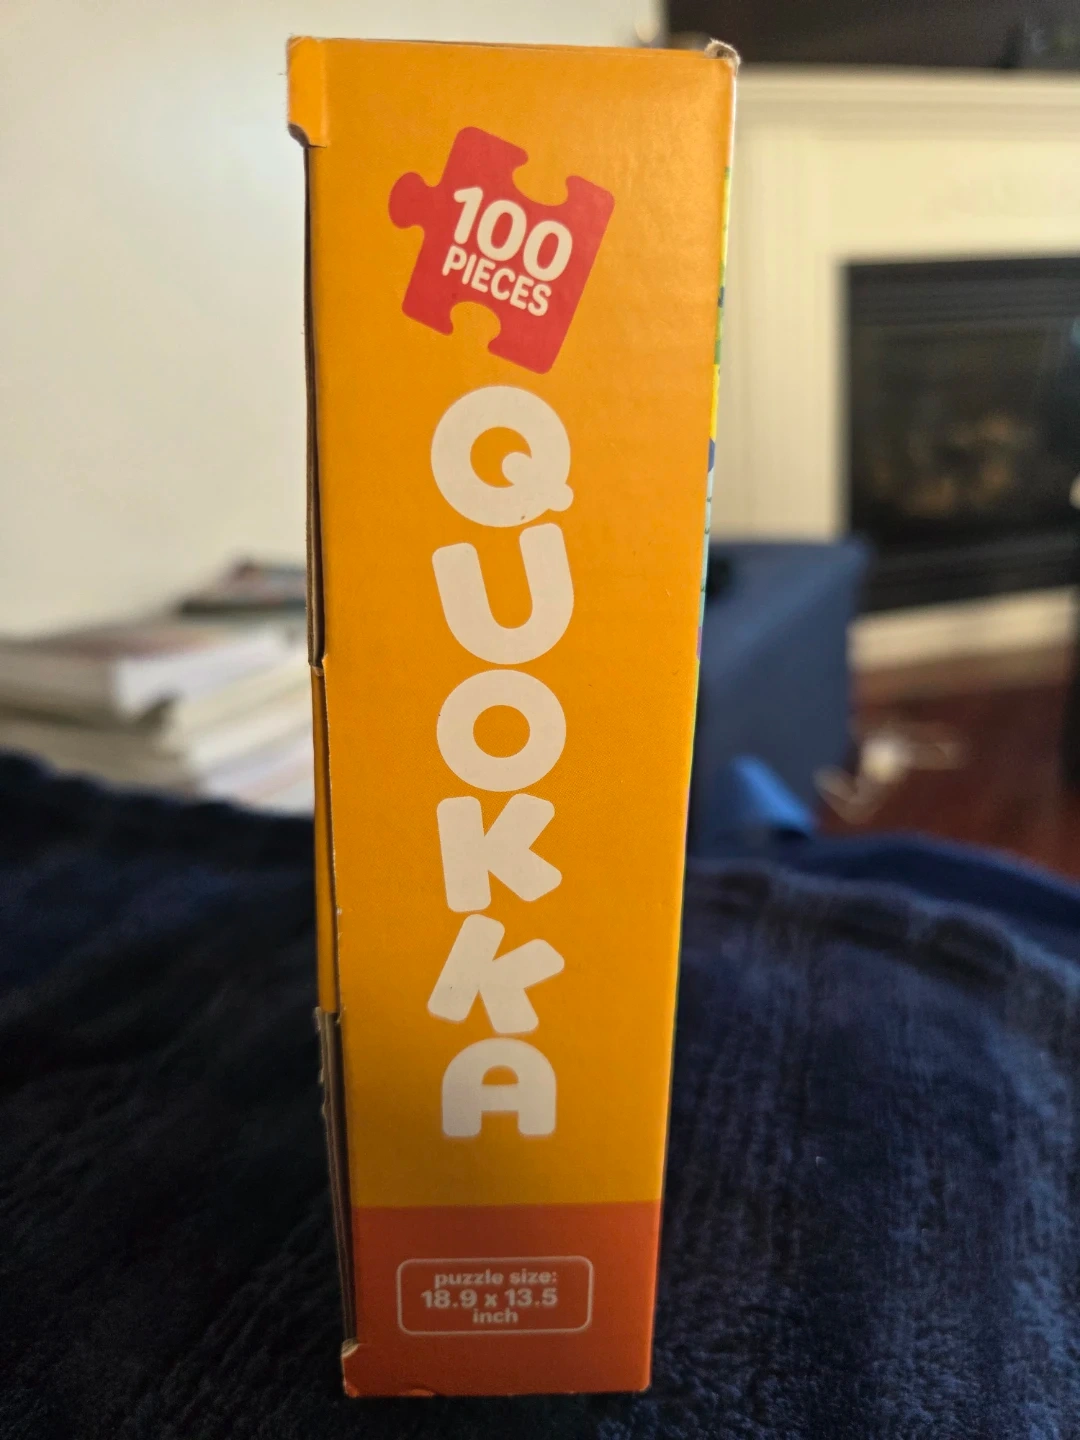 100
PIECES
QUOKKA
puzzle size:
18.9 x 13.5
inch